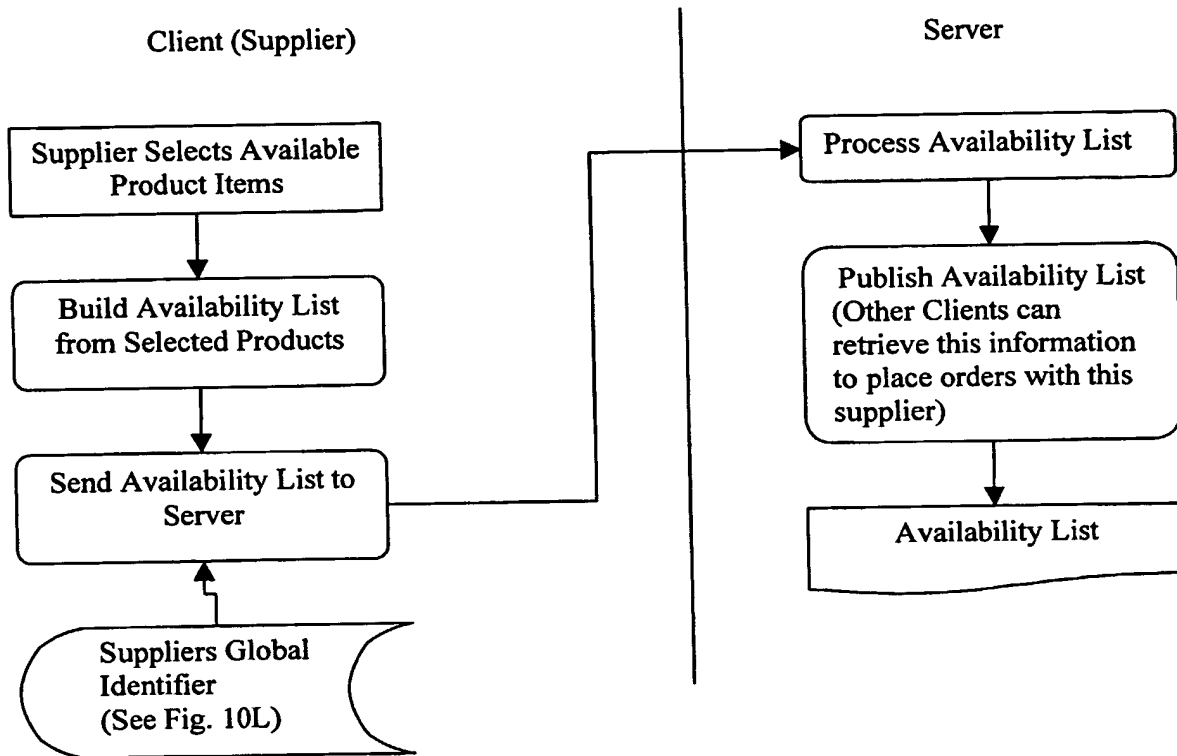 Client (Supplier)
Server
Supplier Selects Available
Product Items
Build Availability List
from Selected Products
Send Availability List to
Server
Suppliers Global
Identifier
(See Fig. 10L)
Process Availability List
Publish Availability List
(Other Clients can
retrieve this information
to place orders with this
supplier)
Availability List